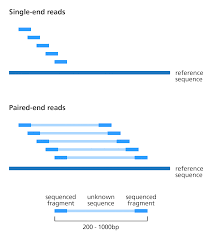 Single-end reads
reference
sequence
Paired-end reads
reference
sequence
sequenced unknown sequenced
fragment sequence fragment
200 - 1000bp